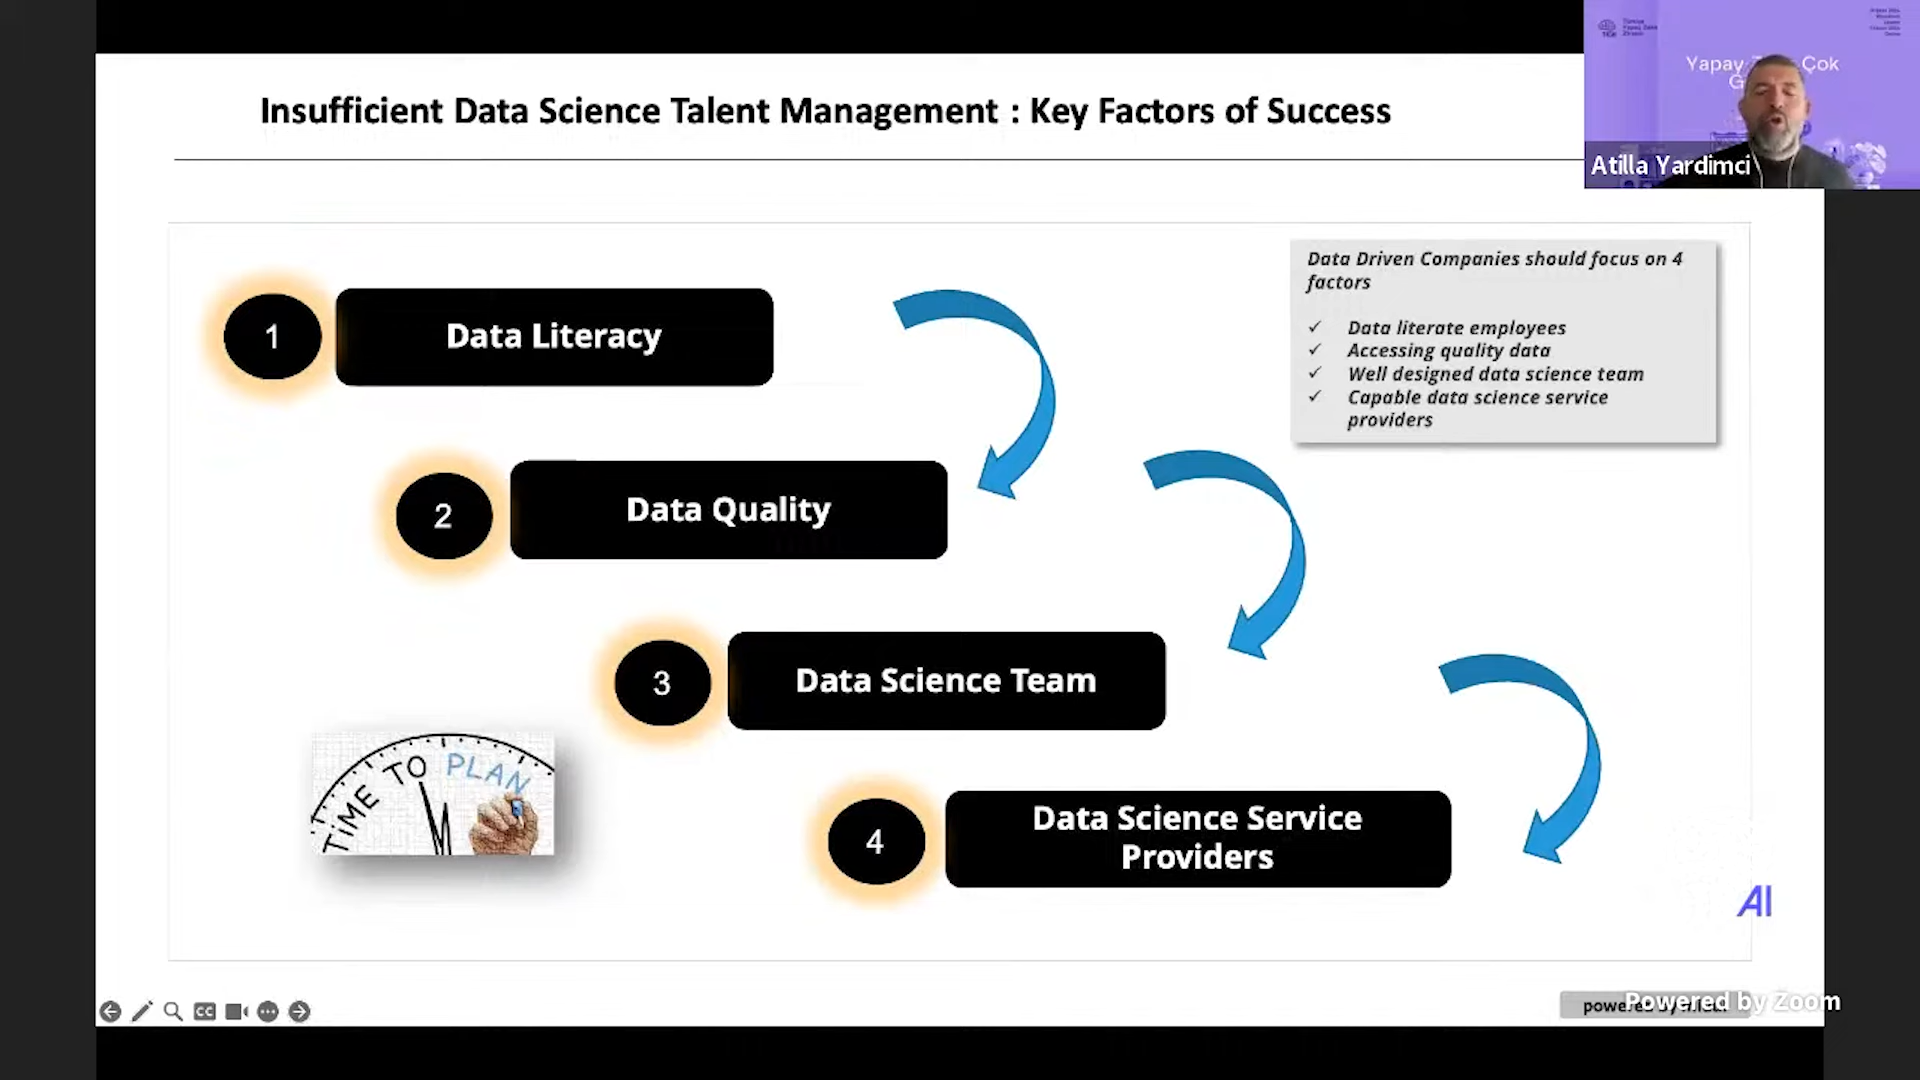 Insufficient Data Science Talent Management : Key Factors of Success
Yapay Çok
Atilla Yardimci
Data Driven Companies should focus on 4
factors
✓ Data literate employees
✓ Accessing quality data
✓ Well designed data science team
✓ Capable data science service
providers
1
Data Literacy
2
Data Quality
3
Data Science Team
4
Data Science Service
Providers
TiME TO PLAN
AI
CC
Powered by Zoom